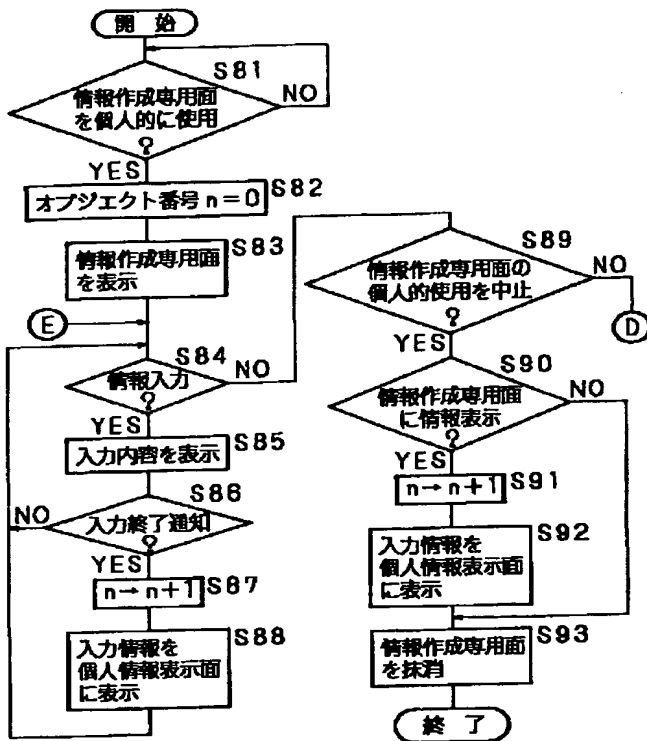 開始
S81
情報作成専用面
を個人的に使用
?
NO
YES
オブジェクト番号 n=0
S82
情報作成専用面
を表示
S83
E
S84
情報入力
?
NO
YES
入力内容を表示
S85
S86
入力終了通知
?
NO
YES
n→n+1
S87
入力情報を
個人情報表示面
に表示
S88
S89
情報作成専用面の
個人的使用を中止
?
NO
D
YES
S90
情報作成専用面
に情報表示
?
NO
YES
n→n+1
S91
入力情報を
個人情報表示面
に表示
S92
情報作成専用面
を抹消
S93
終了